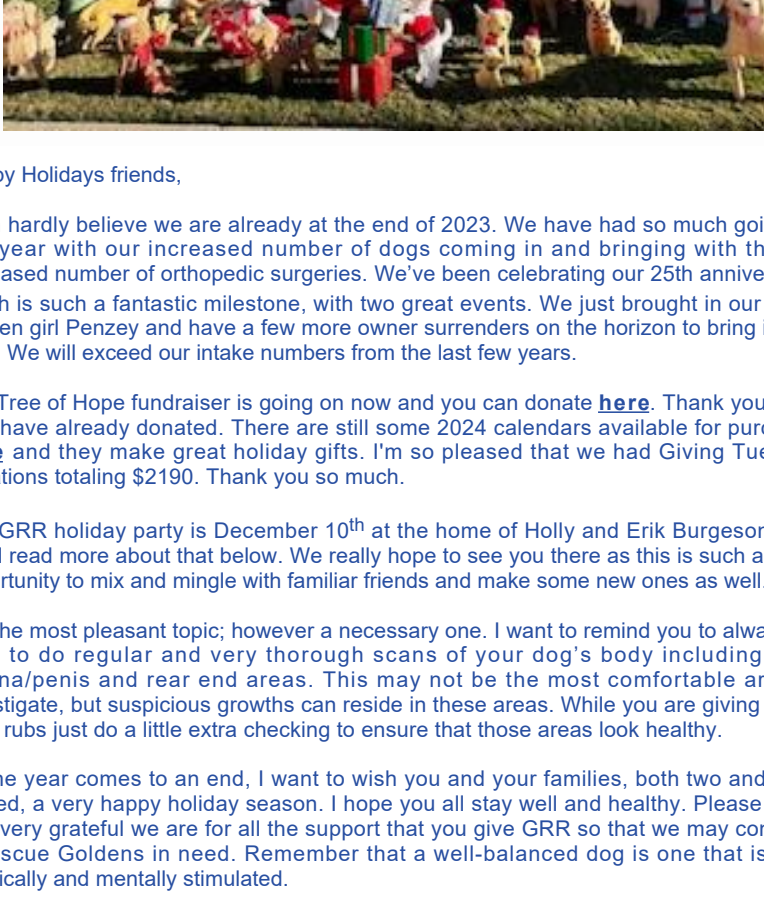 py Holidays friends,
hardly believe we are already at the end of 2023. We have had so much goi
year with our increased number of dogs coming in and bringing with th
ased number of orthopedic surgeries. We've been celebrating our 25th annive
h is such a fantastic milestone, with two great events. We just brought in our
en girl Penzey and have a few more owner surrenders on the horizon to bring i
We will exceed our intake numbers from the last few years.
Tree of Hope fundraiser is going on now and you can donate here. Thank you
have already donated. There are still some 2024 calendars available for purc
e and they make great holiday gifts. I'm so pleased that we had Giving Tue
tions totaling $2190. Thank you so much.
GRR holiday party is December 10th at the home of Holly and Erik Burgeson
l read more about that below. We really hope to see you there as this is such a
rtunity to mix and mingle with familiar friends and make some new ones as well.
he most pleasant topic; however a necessary one. I want to remind you to alwa
to do regular and very thorough scans of your dog's body including
na/penis and rear end areas. This may not be the most comfortable ar
stigate, but suspicious growths can reside in these areas. While you are giving
rubs just do a little extra checking to ensure that those areas look healthy.
he year comes to an end, I want to wish you and your families, both two and
ed, a very happy holiday season. I hope you all stay well and healthy. Please
very grateful we are for all the support that you give GRR so that we may con
scue Goldens in need. Remember that a well-balanced dog is one that is
ically and mentally stimulated.